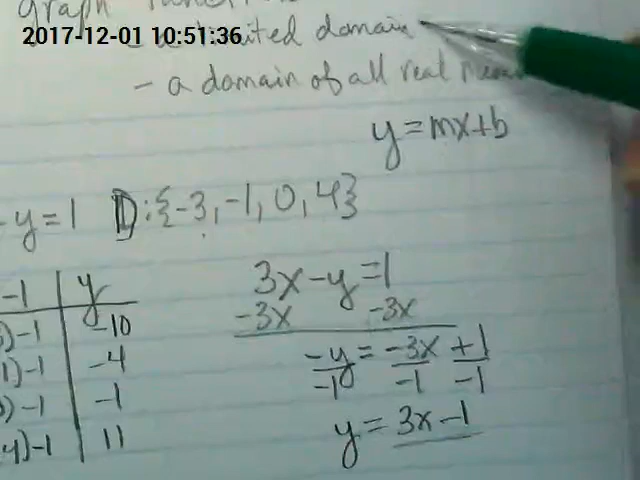 graph
2017-12-01 10:51:36
domain
- a domain of all real
y=mx+b
-y=1 D:{-3,-1,0,4}
3x-y=1
-3x -3x
-y = -3x +1
-1 -1 -1
y=3x-1
-1 | y
)-1 | -10
1)-1 | -4
)-1 | -1
4)-1 | 11